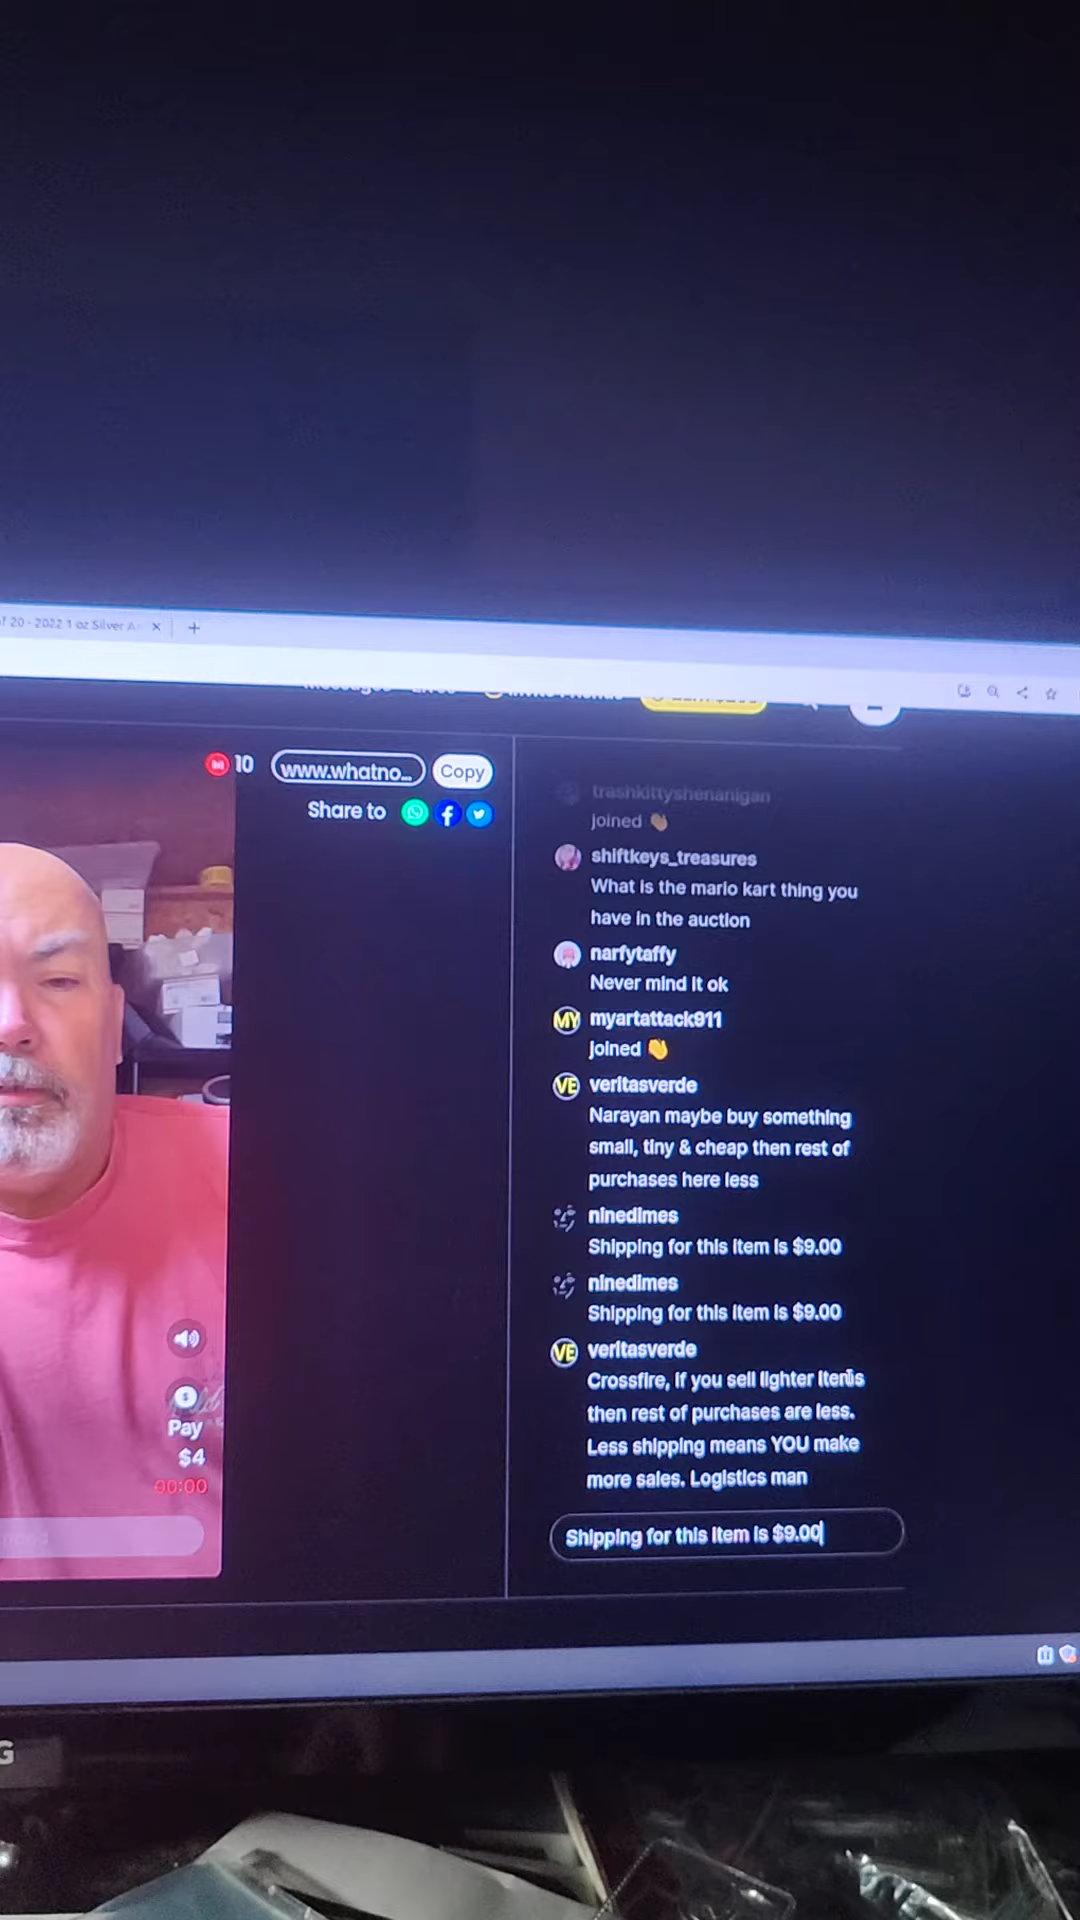 of 20 - 2022 1 oz Silver A
10
www.whatno...
Copy
Share to
trashkittyshenanigan
joined 👋
shiftkeys_treasures
What is the mario kart thing you
have in the auction
narfytaffy
Never mind it ok
MY
myartattack911
joined 👋
VE
veritasverde
Narayan maybe buy something
small, tiny & cheap then rest of
purchases here less
ninedimes
Shipping for this item is $9.00
ninedimes
Shipping for this item is $9.00
VE
veritasverde
Crossfire, if you sell lighter items
then rest of purchases are less.
Less shipping means YOU make
more sales. Logistics man
Shipping for this item is $9.00
Pay
$4
00:00
G